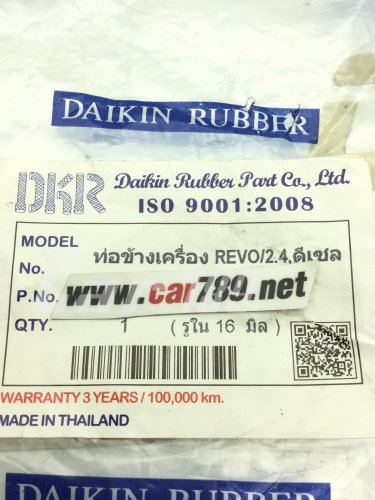 DAIKIN RUBBER
DKR Daikin Rubber Part Co., Ltd.
ISO 9001:2008
MODEL ท่อข้างเครื่อง REVO/2.4,ดีเซล
No.
P.No. www.car789.net
QTY. 1 ( รูใน 16 มิล )
WARRANTY 3 YEARS / 100,000 km.
MADE IN THAILAND
DAIKIN RUBBER